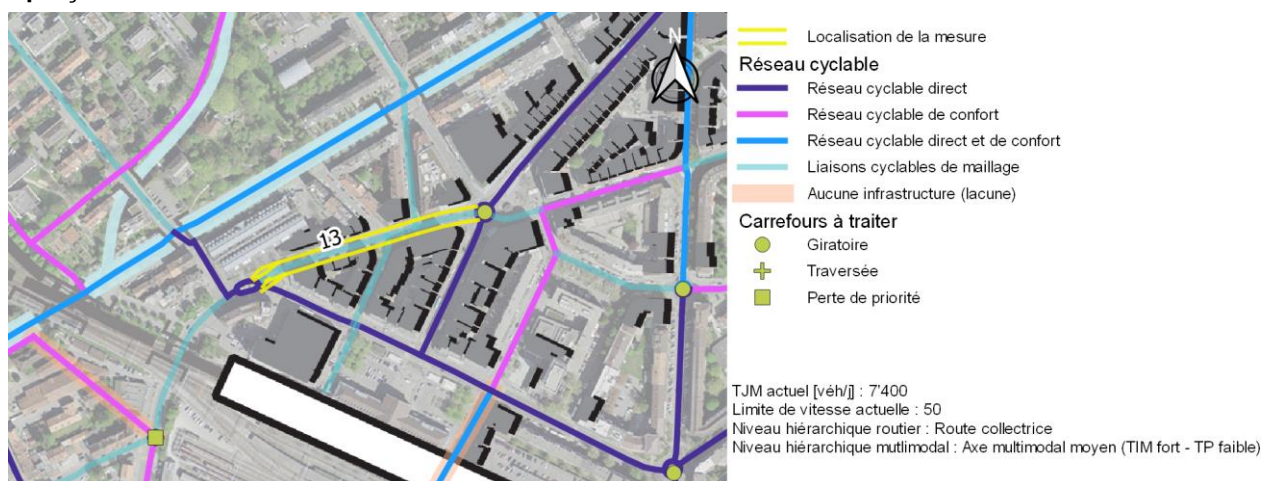 13
N
Localisation de la mesure
Réseau cyclable
Réseau cyclable direct
Réseau cyclable de confort
Réseau cyclable direct et de confort
Liaisons cyclables de maillage
Aucune infrastructure (lacune)
Carrefours à traiter
Giratoire
Traversée
Perte de priorité
TJM actuel [véh/j] : 7'400
Limite de vitesse actuelle : 50
Niveau hiérarchique routier : Route collectrice
Niveau hiérarchique mutlimodal : Axe multimodal moyen (TIM fort - TP faible)